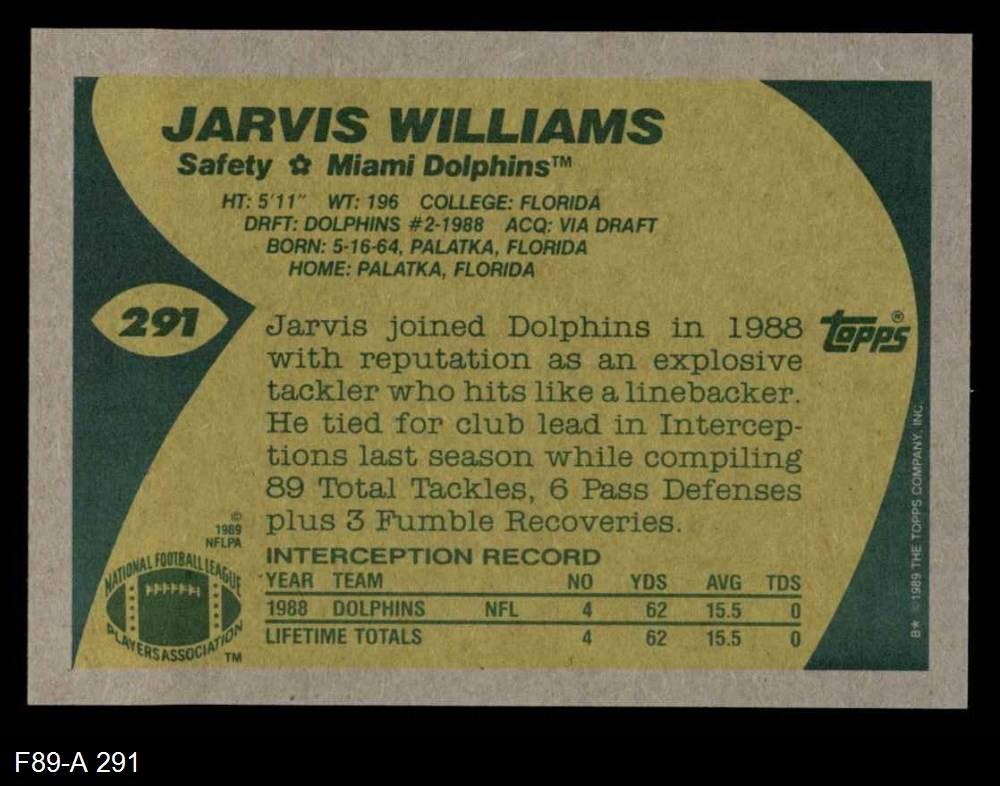 JARVIS WILLIAMS
Safety ✿ Miami Dolphins™
HT: 5'11" WT: 196 COLLEGE: FLORIDA
DRFT: DOLPHINS #2-1988 ACQ: VIA DRAFT
BORN: 5-16-64, PALATKA, FLORIDA
HOME: PALATKA, FLORIDA
291
Jarvis joined Dolphins in 1988
with reputation as an explosive
tackler who hits like a linebacker.
He tied for club lead in Intercep-
tions last season while compiling
89 Total Tackles, 6 Pass Defenses
plus 3 Fumble Recoveries.
topps®
©
1989
NFLPA
NATIONAL FOOTBALL LEAGUE
PLAYERS ASSOCIATION
TM
INTERCEPTION RECORD
YEAR TEAM NO YDS AVG TDS
1988 DOLPHINS NFL 4 62 15.5 0
LIFETIME TOTALS 4 62 15.5 0
B★ ©1989 THE TOPPS COMPANY, INC.
F89-A 291